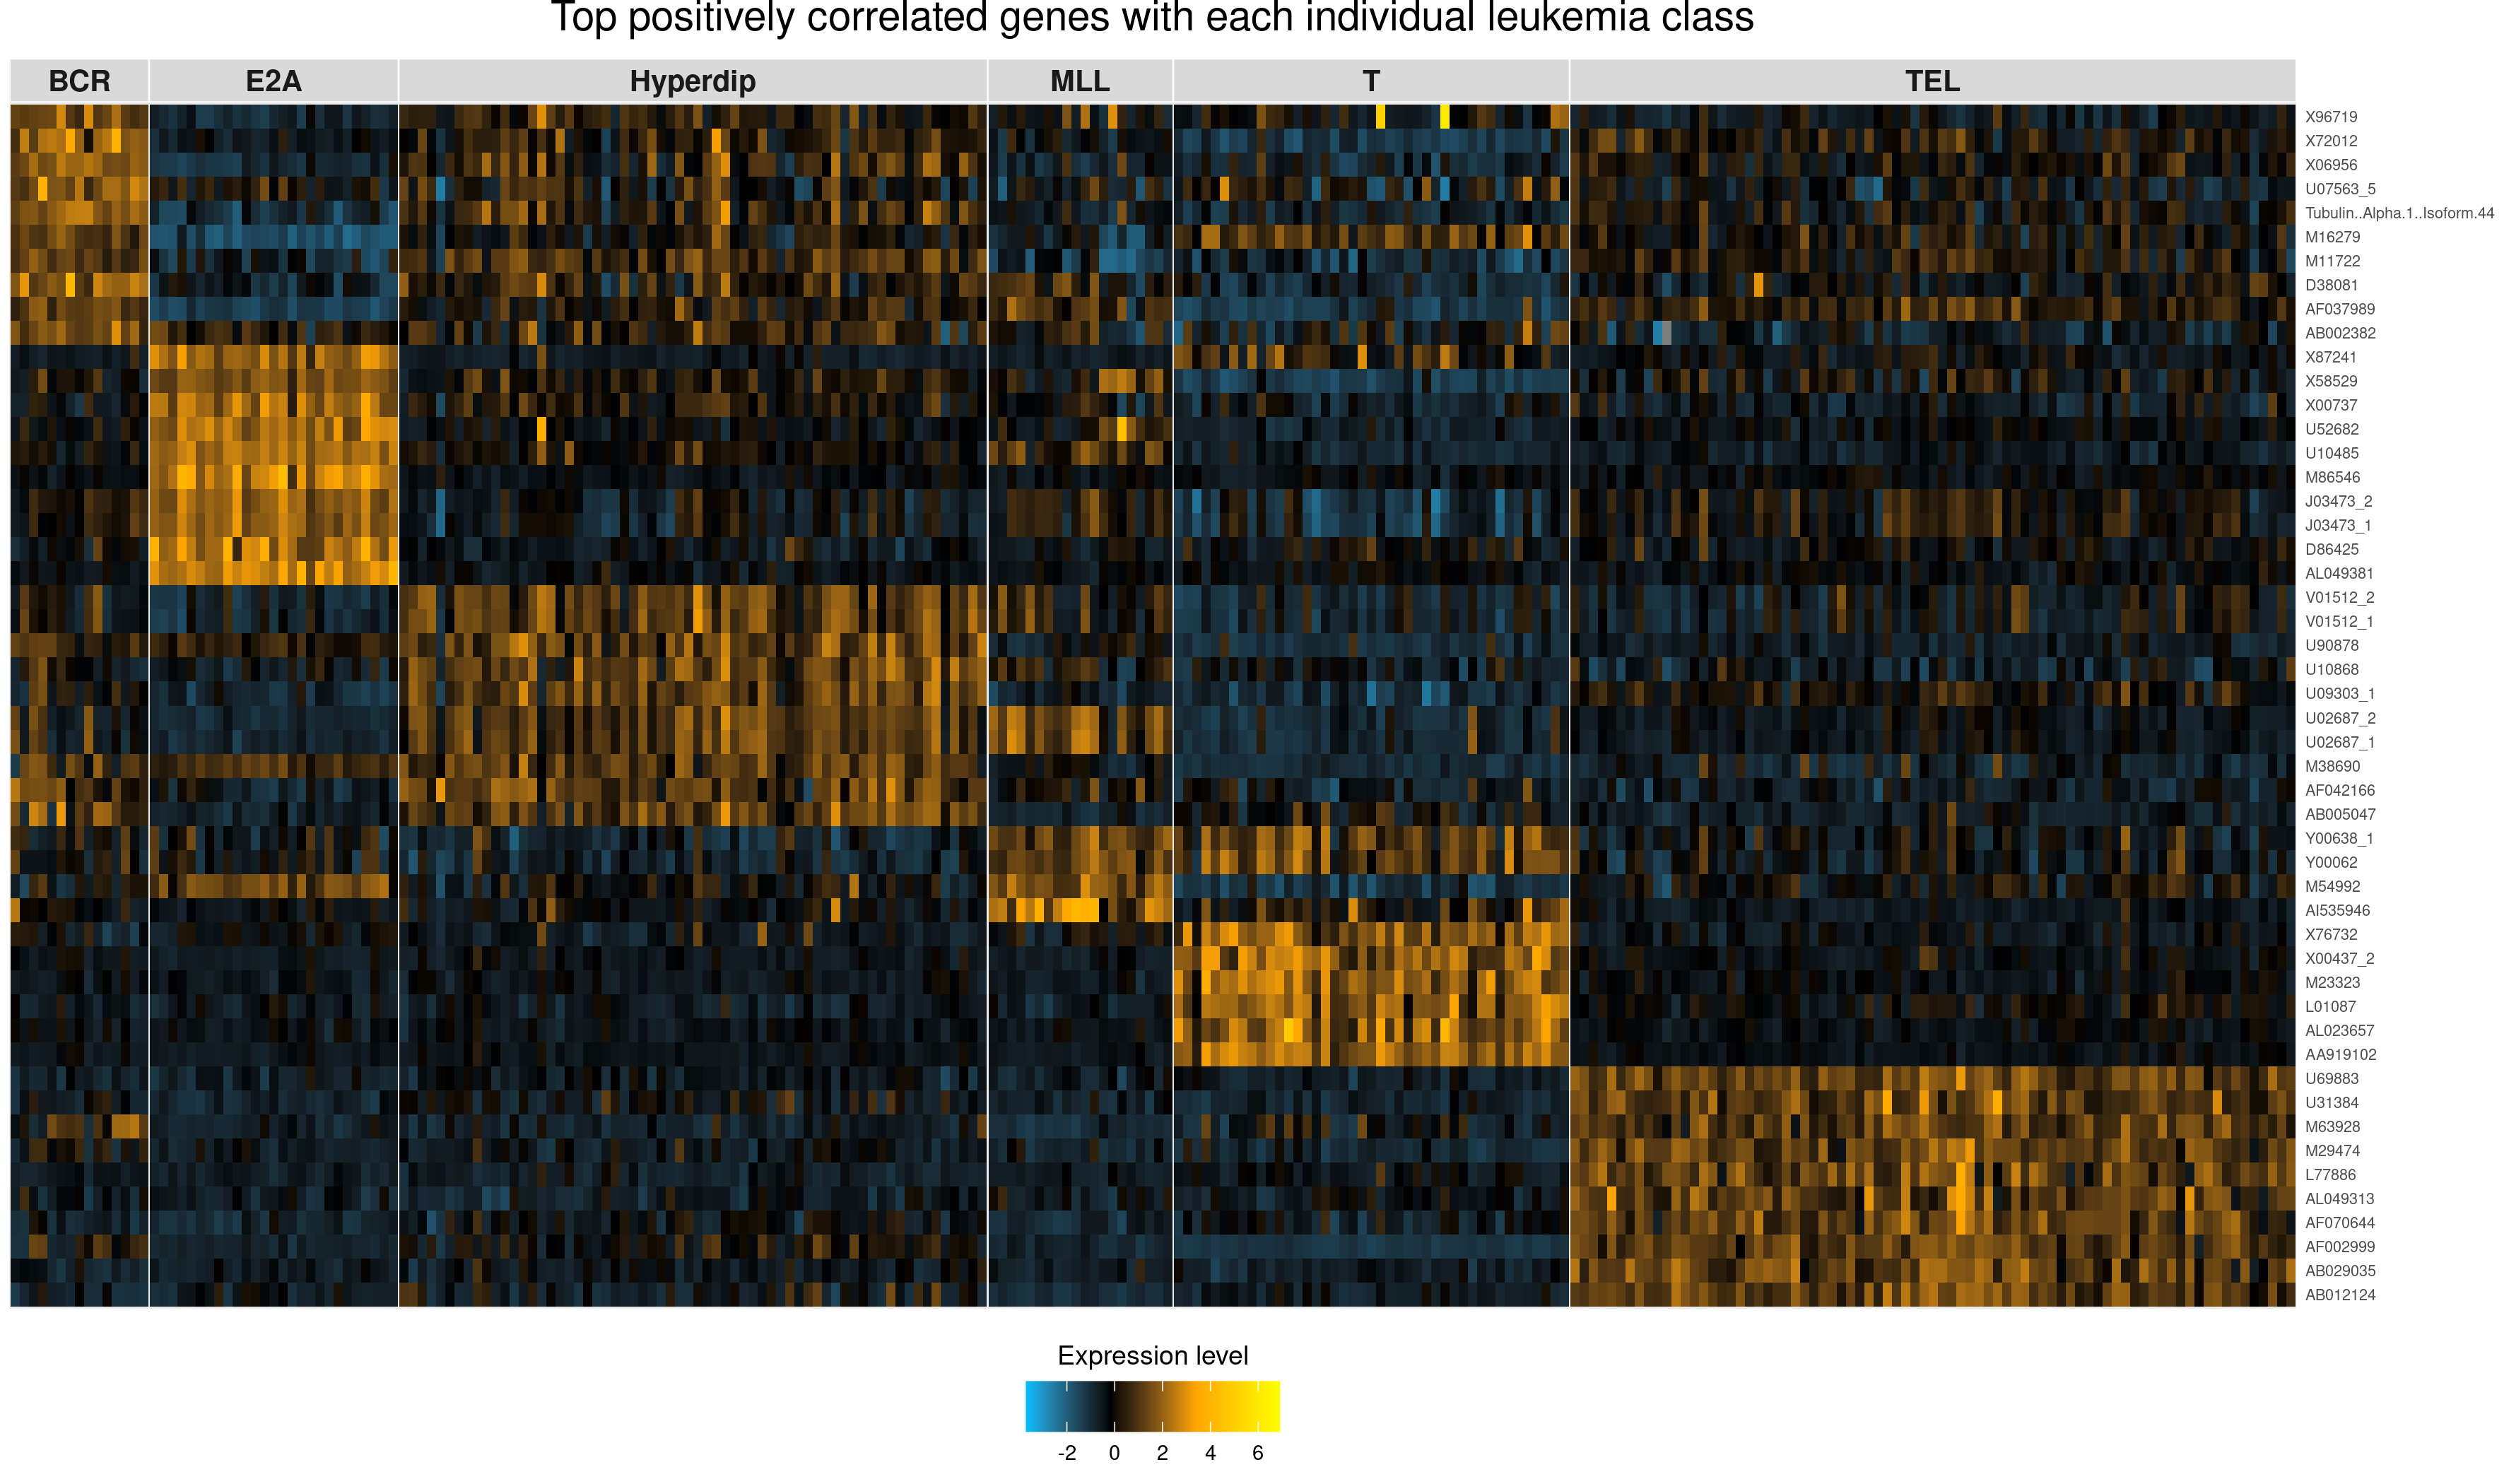 Top positively correlated genes with each individual leukemia class
BCR E2A Hyperdip MLL T TEL
X96719
X72012
X06956
U07563_5
Tubulin..Alpha.1..Isoform.44
M16279
M11722
D38081
AF037989
AB002382
X87241
X58529
X00737
U52682
U10485
M86546
J03473_2
J03473_1
D86425
AL049381
V01512_2
V01512_1
U90878
U10868
U09303_1
U02687_2
U02687_1
M38690
AF042166
AB005047
Y00638_1
Y00062
M54992
AI535946
X76732
X00437_2
M23323
L01087
AL023657
AA919102
U69883
U31384
M63928
M29474
L77886
AL049313
AF070644
AF002999
AB029035
AB012124
Expression level
-2 0 2 4 6